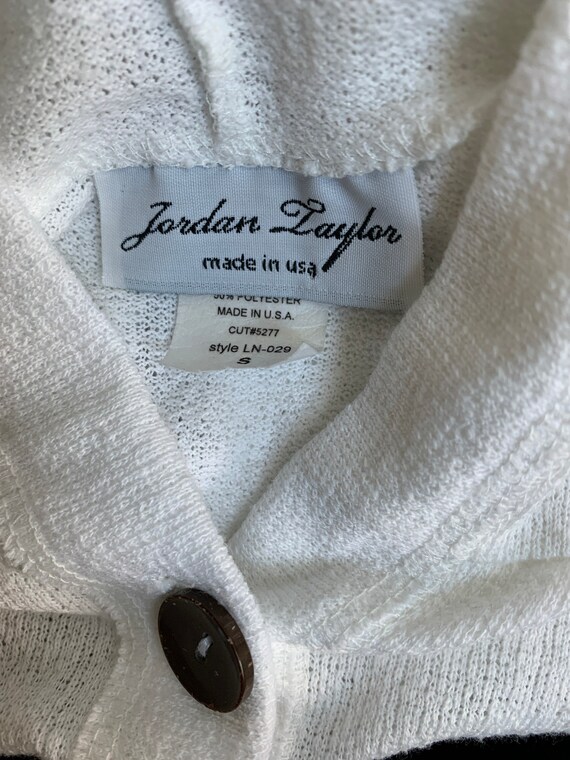 Jordan Taylor
made in usa
POLYESTER
MADE IN U.S.A.
CUT#5277
style LN-029
S